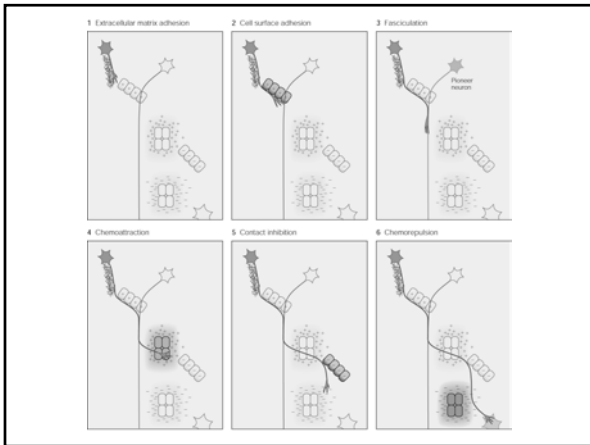 1 Extracellular matrix adhesion
2 Cell surface adhesion
3 Fasciculation
Pioneer
neuron
4 Chemoattraction
5 Contact inhibition
6 Chemorepulsion